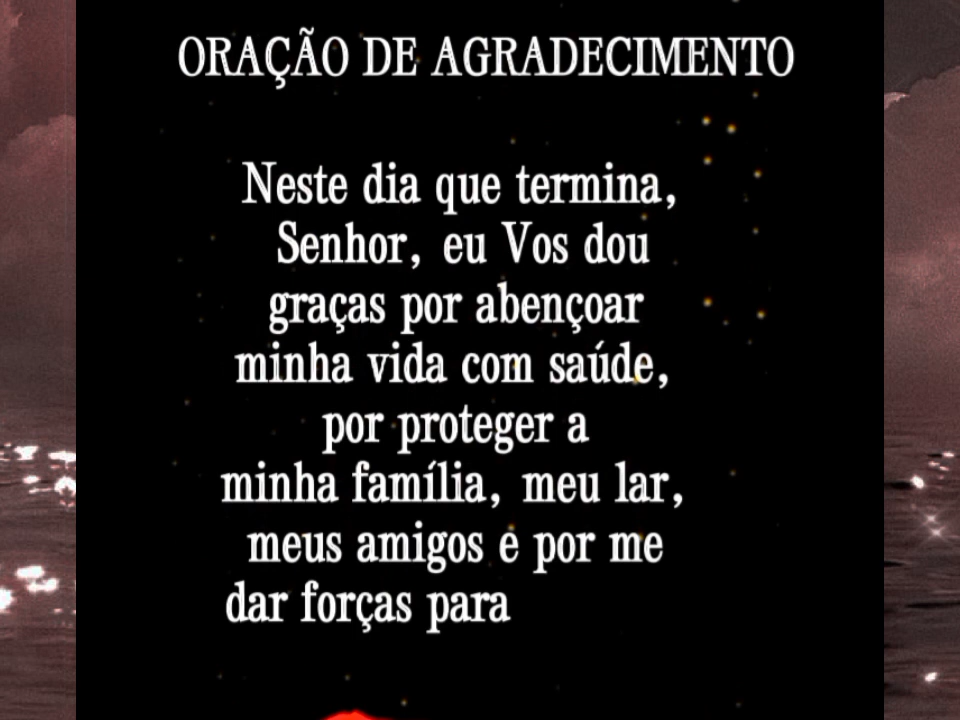 ORAÇÃO DE AGRADECIMENTO
Neste dia que termina,
Senhor, eu Vos dou
graças por abençoar
minha vida com saúde,
por proteger a
minha família, meu lar,
meus amigos e por me
dar forças para